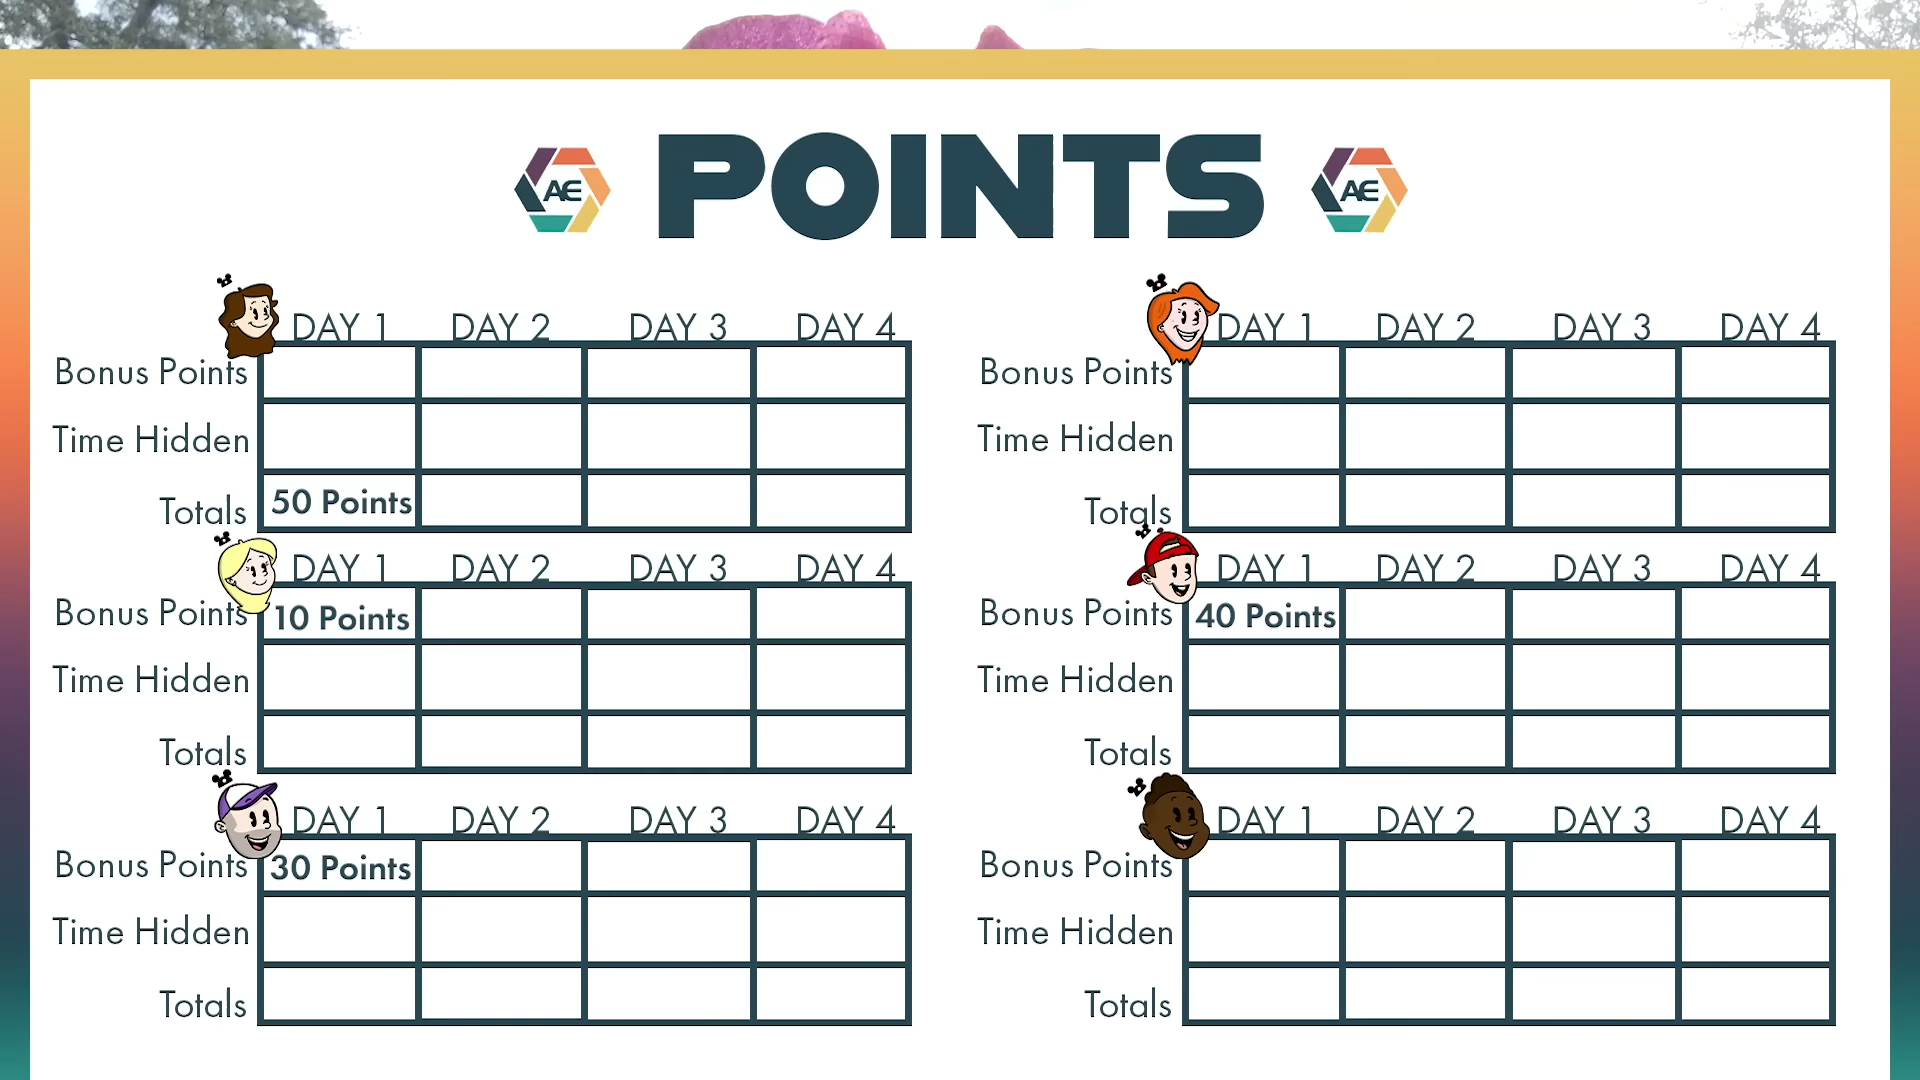 AE POINTS AE
DAY 1 DAY 2 DAY 3 DAY 4
Bonus Points
Time Hidden
Totals 50 Points
DAY 1 DAY 2 DAY 3 DAY 4
Bonus Points
Time Hidden
Totals
DAY 1 DAY 2 DAY 3 DAY 4
Bonus Points 10 Points
Time Hidden
Totals
DAY 1 DAY 2 DAY 3 DAY 4
Bonus Points 40 Points
Time Hidden
Totals
DAY 1 DAY 2 DAY 3 DAY 4
Bonus Points 30 Points
Time Hidden
Totals
DAY 1 DAY 2 DAY 3 DAY 4
Bonus Points
Time Hidden
Totals